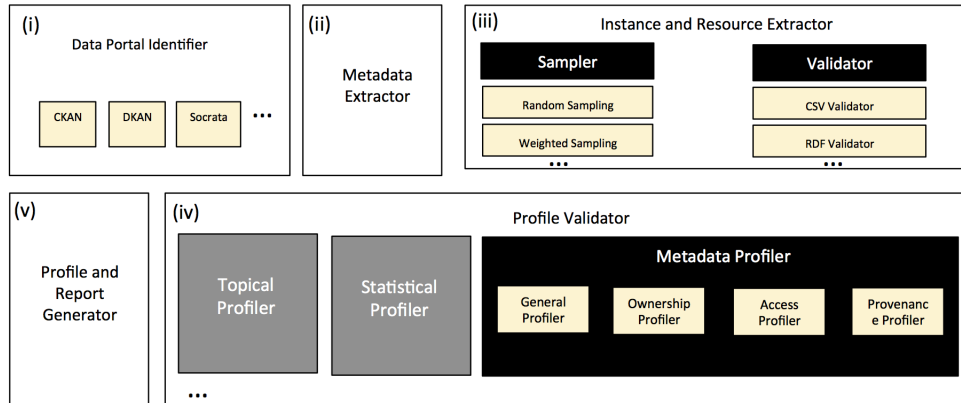 (i)
Data Portal Identifier
CKAN
DKAN
Socrata
...
(ii)
Metadata
Extractor
(iii)
Instance and Resource Extractor
Sampler
Random Sampling
Weighted Sampling
...
Validator
CSV Validator
RDF Validator
...
(v)
Profile and
Report
Generator
(iv)
Profile Validator
Topical
Profiler
Statistical
Profiler
Metadata Profiler
General
Profiler
Ownership
Profiler
Access
Profiler
Provenanc
e Profiler
...